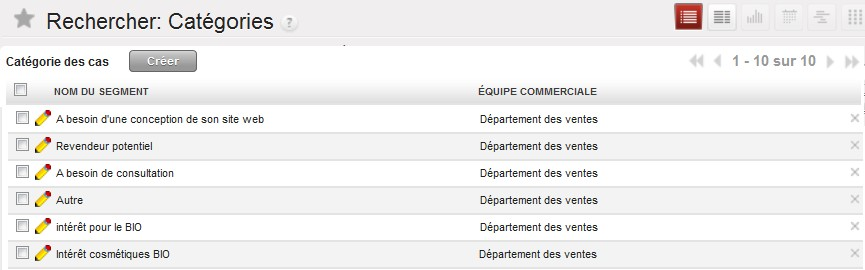 Rechercher: Catégories ?
Catégorie des cas Créer 1 - 10 sur 10
NOM DU SEGMENT ÉQUIPE COMMERCIALE
A besoin d'une conception de son site web Département des ventes
Revendeur potentiel Département des ventes
A besoin de consultation Département des ventes
Autre Département des ventes
intérêt pour le BIO Département des ventes
Intérêt cosmétiques BIO Département des ventes